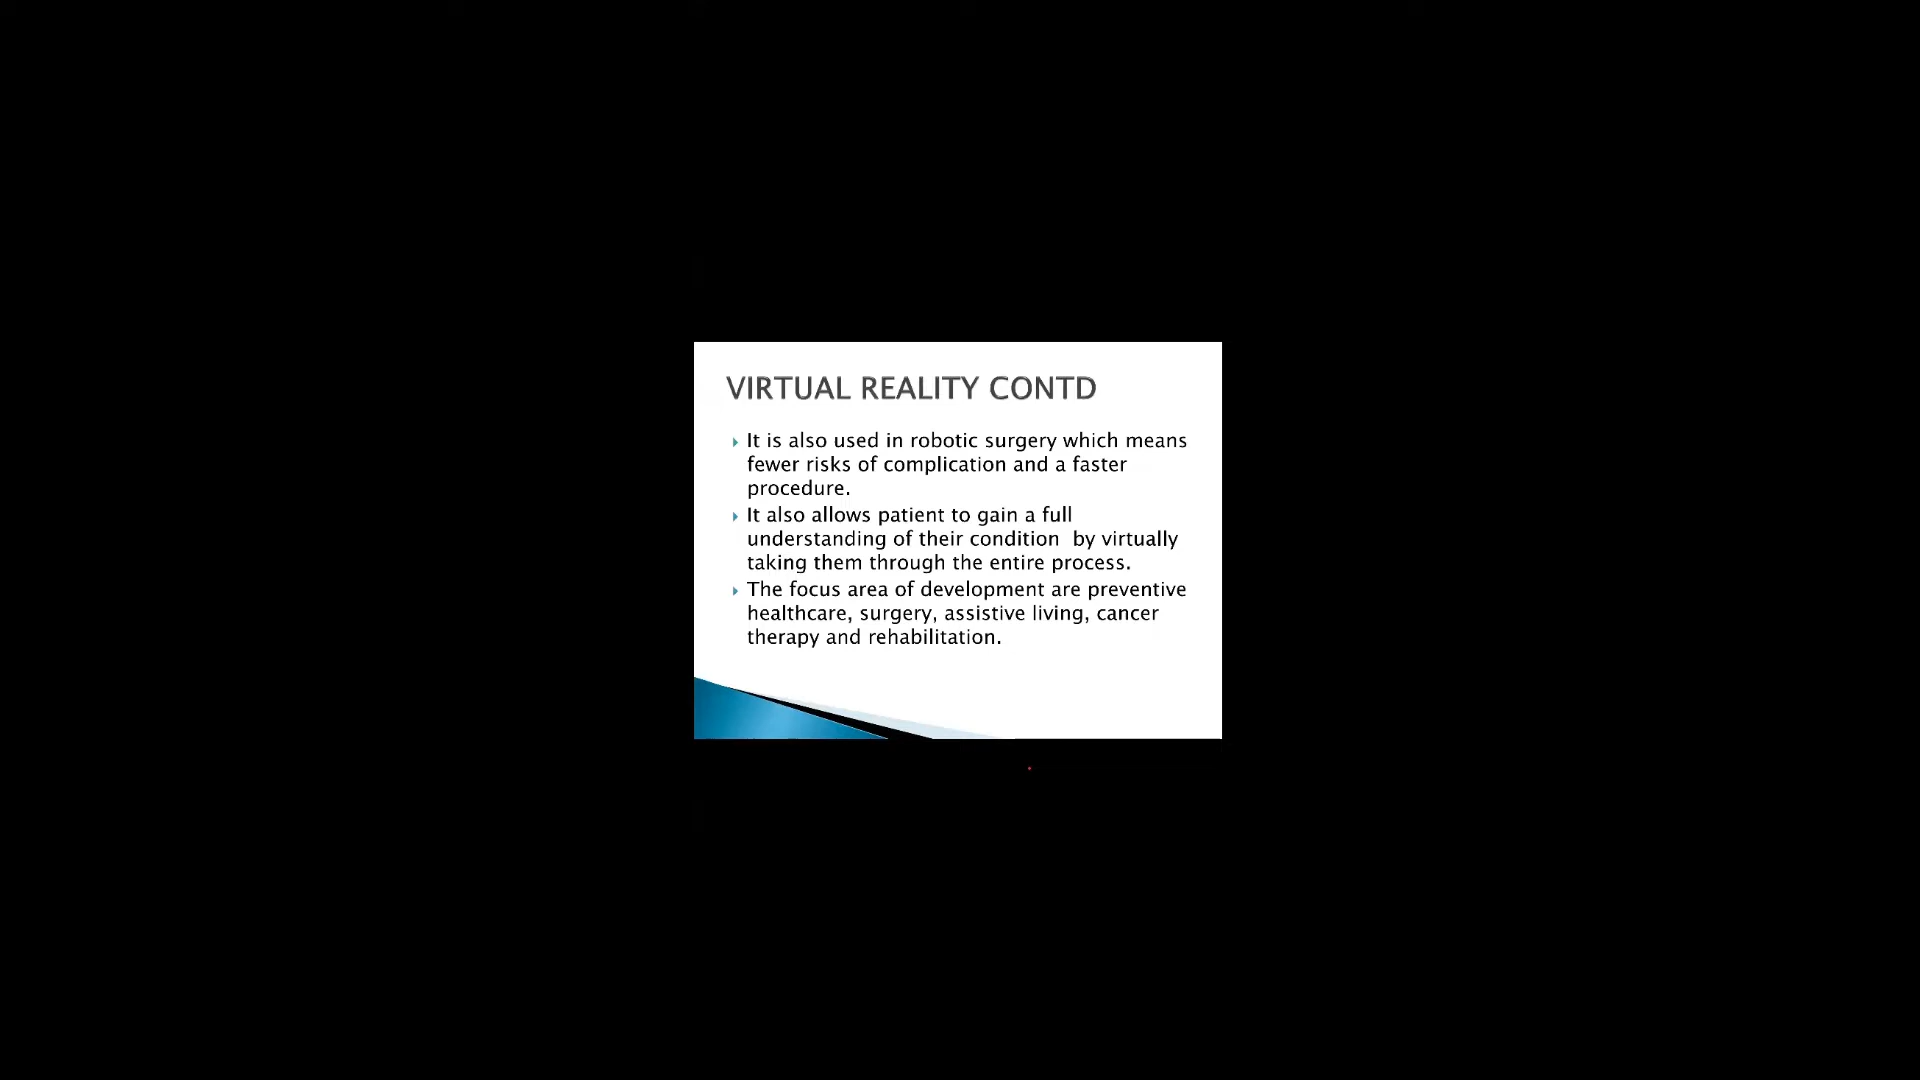 VIRTUAL REALITY CONTD
It is also used in robotic surgery which means
fewer risks of complication and a faster
procedure.
It also allows patient to gain a full
understanding of their condition  by virtually
taking them through the entire process.
The focus area of development are preventive
healthcare, surgery, assistive living, cancer
therapy and rehabilitation.